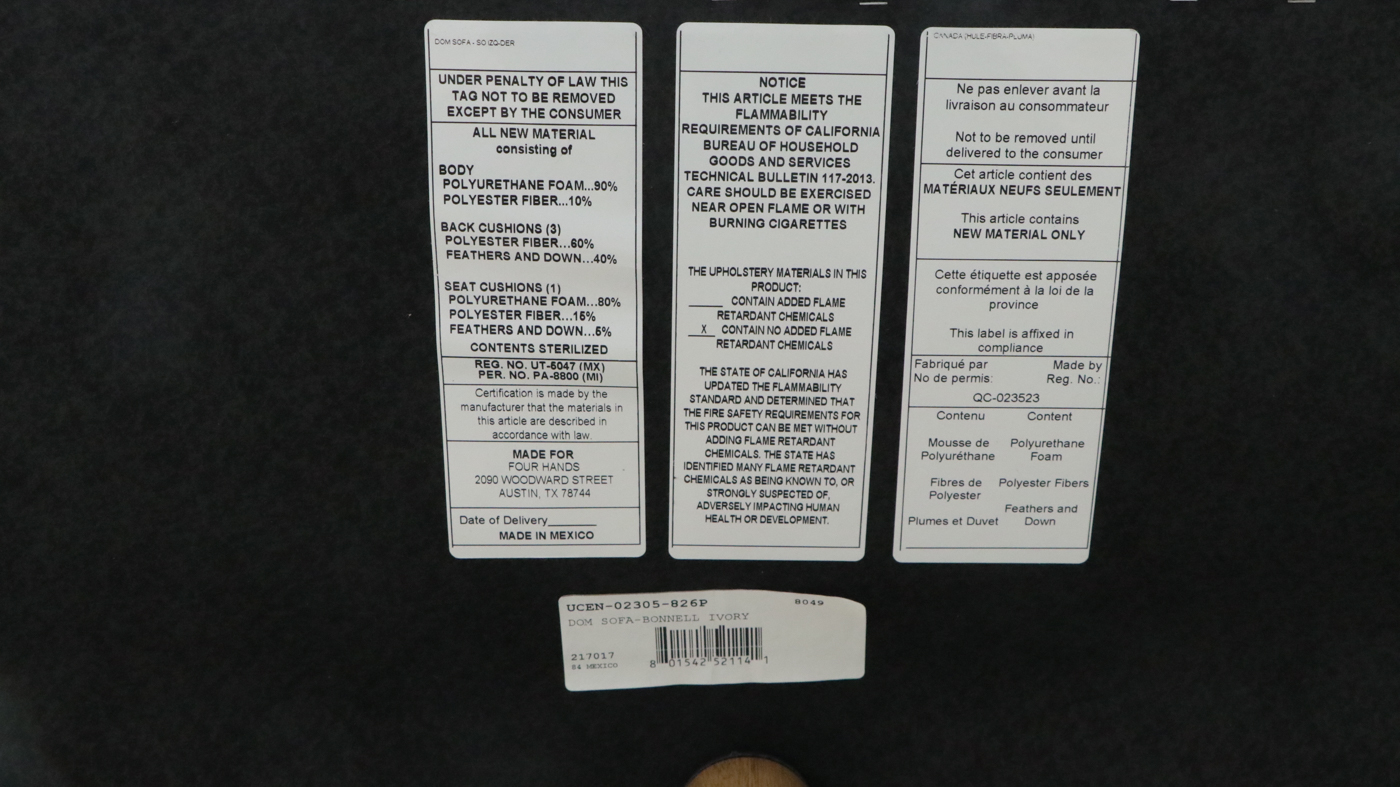 DOM SOFA - SO IZQ-DER
UNDER PENALTY OF LAW THIS
TAG NOT TO BE REMOVED
EXCEPT BY THE CONSUMER
ALL NEW MATERIAL
consisting of
BODY
POLYURETHANE FOAM...90%
POLYESTER FIBER...10%
BACK CUSHIONS (3)
POLYESTER FIBER...60%
FEATHERS AND DOWN...40%
SEAT CUSHIONS (1)
POLYURETHANE FOAM...80%
POLYESTER FIBER...15%
FEATHERS AND DOWN...5%
CONTENTS STERILIZED
REG. NO. UT-5047 (MX)
PER. NO. PA-8800 (MI)
Certification is made by the
manufacturer that the materials in
this article are described in
accordance with law.
MADE FOR
FOUR HANDS
2090 WOODWARD STREET
AUSTIN, TX 78744
Date of Delivery________
MADE IN MEXICO
NOTICE
THIS ARTICLE MEETS THE
FLAMMABILITY
REQUIREMENTS OF CALIFORNIA
BUREAU OF HOUSEHOLD
GOODS AND SERVICES
TECHNICAL BULLETIN 117-2013.
CARE SHOULD BE EXERCISED
NEAR OPEN FLAME OR WITH
BURNING CIGARETTES
THE UPHOLSTERY MATERIALS IN THIS
PRODUCT:
______ CONTAIN ADDED FLAME
RETARDANT CHEMICALS
__X__ CONTAIN NO ADDED FLAME
RETARDANT CHEMICALS
THE STATE OF CALIFORNIA HAS
UPDATED THE FLAMMABILITY
STANDARD AND DETERMINED THAT
THE FIRE SAFETY REQUIREMENTS FOR
THIS PRODUCT CAN BE MET WITHOUT
ADDING FLAME RETARDANT
CHEMICALS. THE STATE HAS
IDENTIFIED MANY FLAME RETARDANT
CHEMICALS AS BEING KNOWN TO, OR
STRONGLY SUSPECTED OF,
ADVERSELY IMPACTING HUMAN
HEALTH OR DEVELOPMENT.
CANADA (HULE-FIBRA-PLUMA)
Ne pas enlever avant la
livraison au consommateur
Not to be removed until
delivered to the consumer
Cet article contient des
MATÉRIAUX NEUFS SEULEMENT
This article contains
NEW MATERIAL ONLY
Cette étiquette est apposée
conformément à la loi de la
province
This label is affixed in
compliance
Fabriqué par Made by
No de permis: Reg. No.:
QC-023523
Contenu Content
Mousse de Polyurethane
Polyuréthane Foam
Fibres de Polyester Fibers
Polyester
Feathers and
Plumes et Duvet Down
UCEN-02305-826P 8049
DOM SOFA-BONNELL IVORY
217017
84 MEXICO
8 01542 52114 1